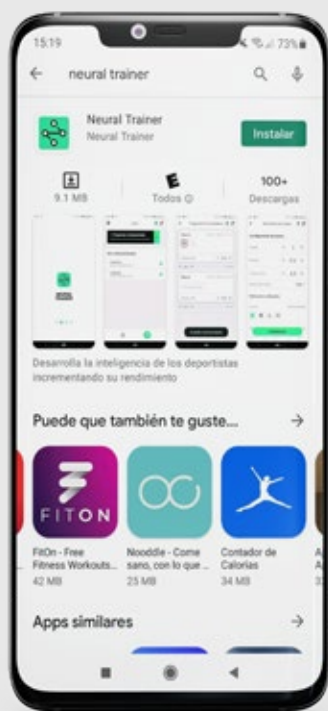 15:19
73%
neural trainer
Neural Trainer
Neural Trainer
Instalar
9.1 MB
E
Todos
100+
Descargas
Desarrolla la inteligencia de los deportistas
incrementando su rendimiento
Puede que también te guste...
FITON
FitOn - Free
Fitness Workouts...
42 MB
Nooddle - Come
sano, con lo que ...
25 MB
Contador de
Calorías
34 MB
A
A
3
Apps similares